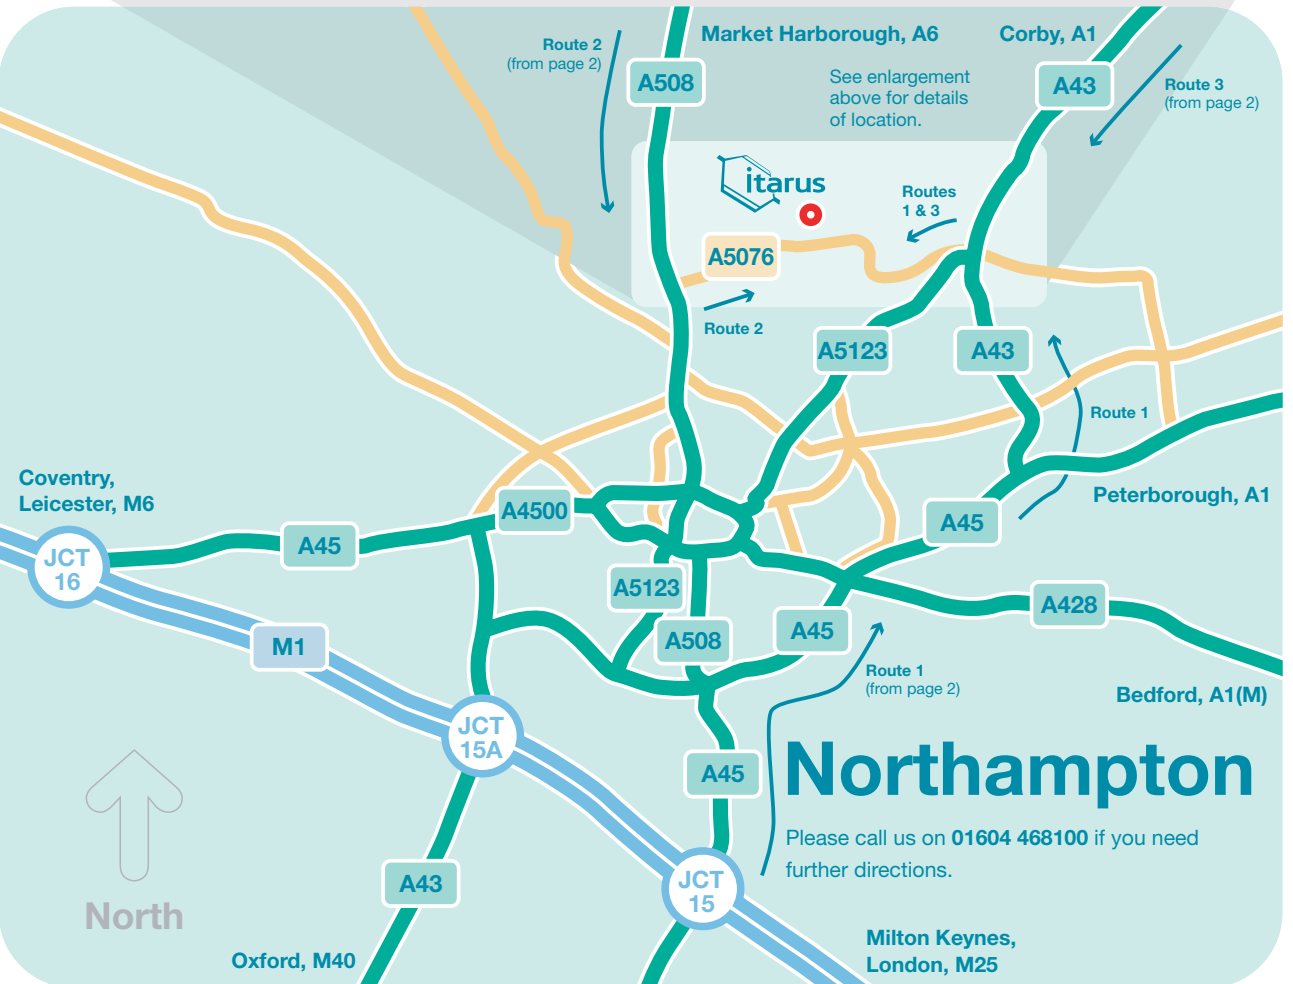 Market Harborough, A6
Corby, A1
Route 2
(from page 2)
A508
See enlargement
above for details
of location.
A43
Route 3
(from page 2)
itarus
Routes
1 & 3
A5076
Route 2
A5123
A43
Route 1
Coventry,
Leicester, M6
Peterborough, A1
A4500
A45
A45
JCT
16
A5123
A428
M1
A508
A45
Route 1
(from page 2)
Bedford, A1(M)
JCT
15A
A45
Northampton
Please call us on 01604 468100 if you need
further directions.
A43
JCT
15
North
Milton Keynes,
London, M25
Oxford, M40